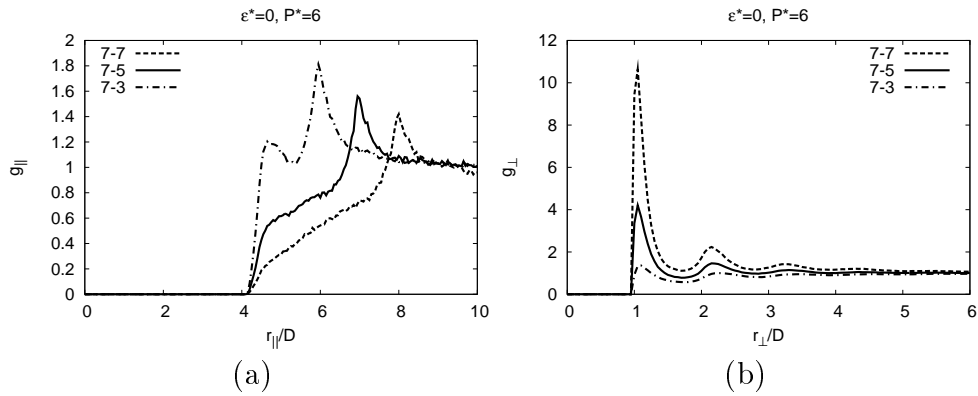 ε*=0, P*=6
2
1.8
1.6
1.4
1.2
1
0.8
0.6
0.4
0.2
0
7-7
7-5
7-3
g||
0 2 4 6 8 10
r||/D
(a)
ε*=0, P*=6
12
10
8
6
4
2
0
7-7
7-5
7-3
g⊥
0 1 2 3 4 5 6
r⊥/D
(b)